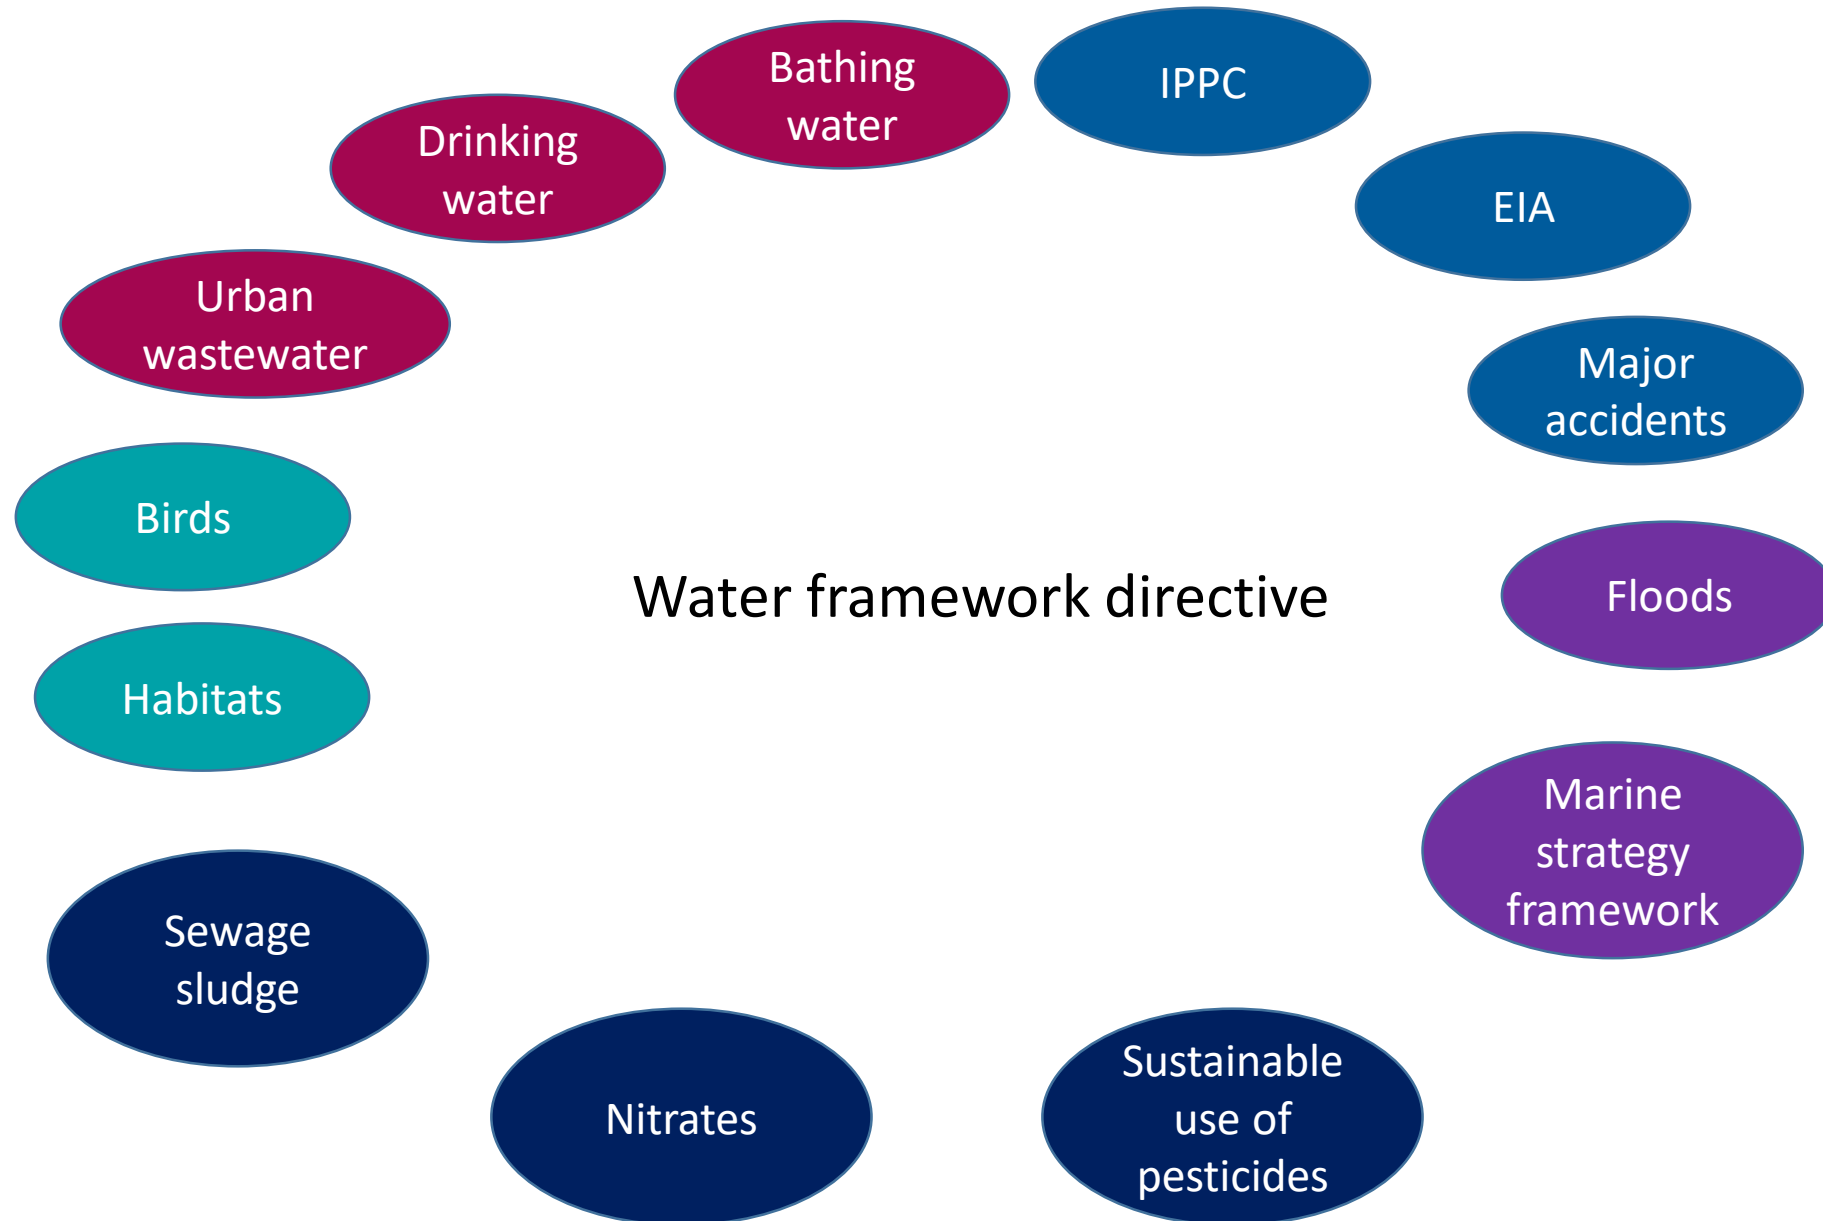 Bathing
water
IPPC
Drinking
water
EIA
Urban
wastewater
Major
accidents
Birds
Water framework directive
Floods
Habitats
Marine
strategy
framework
Sewage
sludge
Nitrates
Sustainable
use of
pesticides